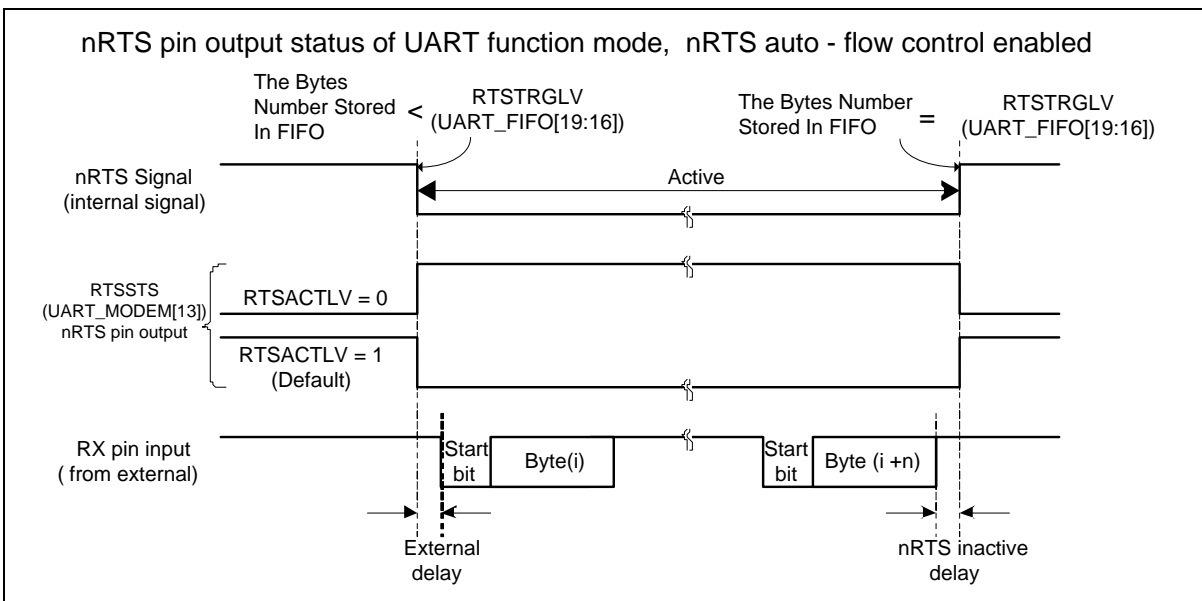 nRTS pin output status of UART function mode, nRTS auto - flow control enabled
The Bytes
Number Stored
In FIFO
<
RTSTRGLV
(UART_FIFO[19:16])
The Bytes Number
Stored In FIFO
=
RTSTRGLV
(UART_FIFO[19:16])
nRTS Signal
(internal signal)
Active
RTSSTS
(UART_MODEM[13])
nRTS pin output
RTSACTLV = 0
RTSACTLV = 1
(Default)
RX pin input
( from external)
Start
bit
Byte(i)
Start
bit
Byte (i +n)
External
delay
nRTS inactive
delay